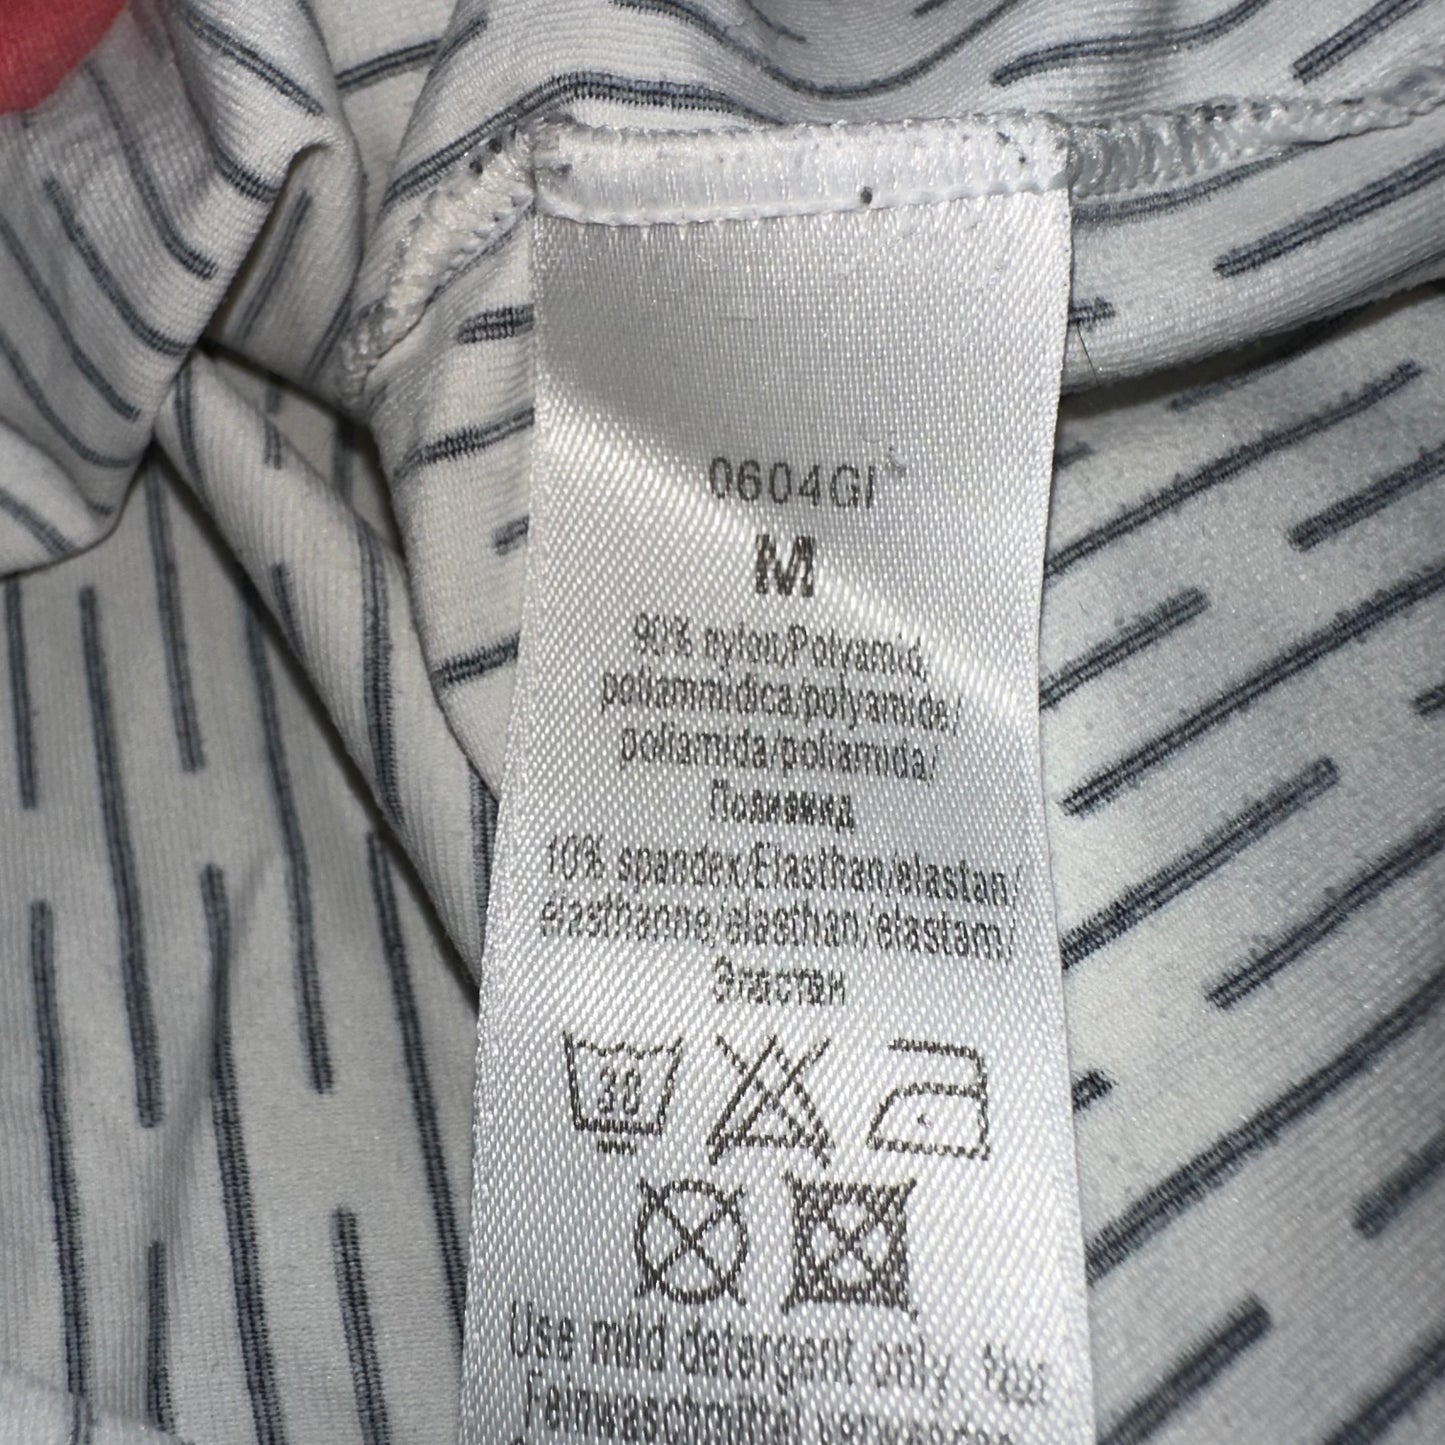 0604GI
M
90% nylon/Polyamid,
poliammidica/polyamide/
poliamida/poliamida/
Полиамид
10% spandex/Elasthan/elastan/
elasthanne/elasthan/elastam/
Эластан
30
Use mild detergent only.
Feinwaschmittel